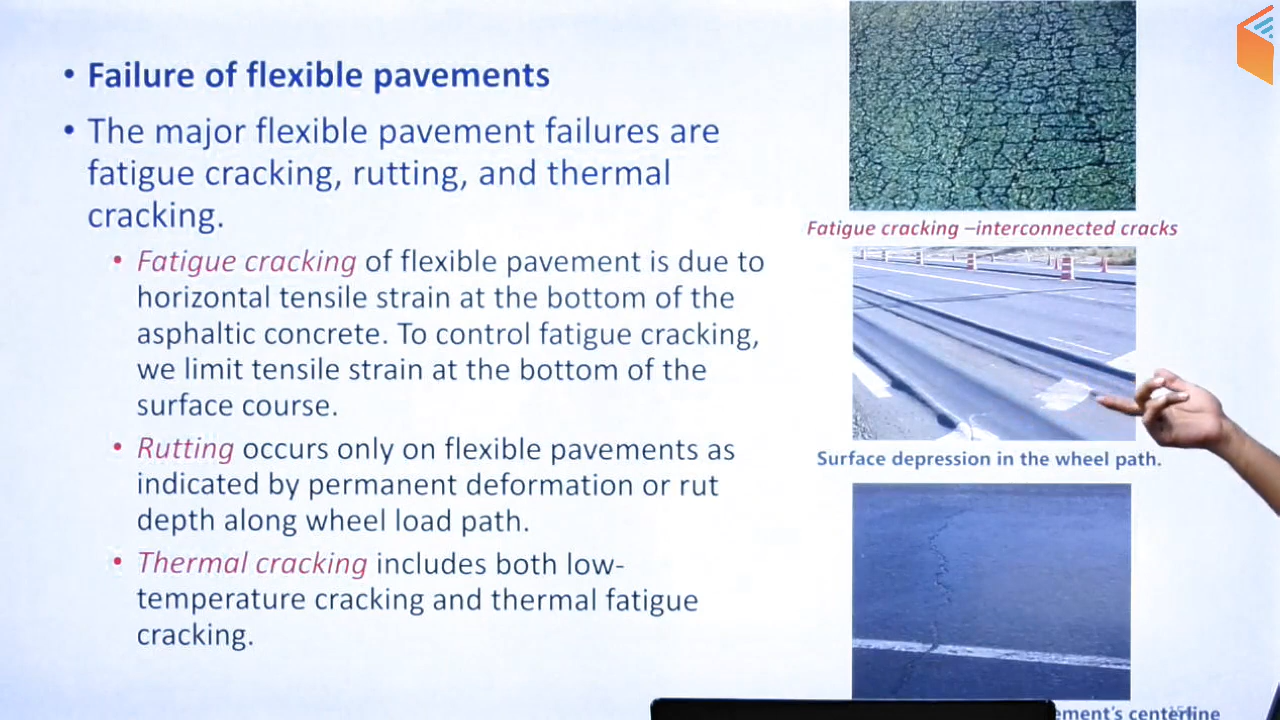 • Failure of flexible pavements
• The major flexible pavement failures are
fatigue cracking, rutting, and thermal
cracking.
• Fatigue cracking of flexible pavement is due to
horizontal tensile strain at the bottom of the
asphaltic concrete. To control fatigue cracking,
we limit tensile strain at the bottom of the
surface course.
• Rutting occurs only on flexible pavements as
indicated by permanent deformation or rut
depth along wheel load path.
• Thermal cracking includes both low-
temperature cracking and thermal fatigue
cracking.
Fatigue cracking –interconnected cracks
Surface depression in the wheel path.
centerline